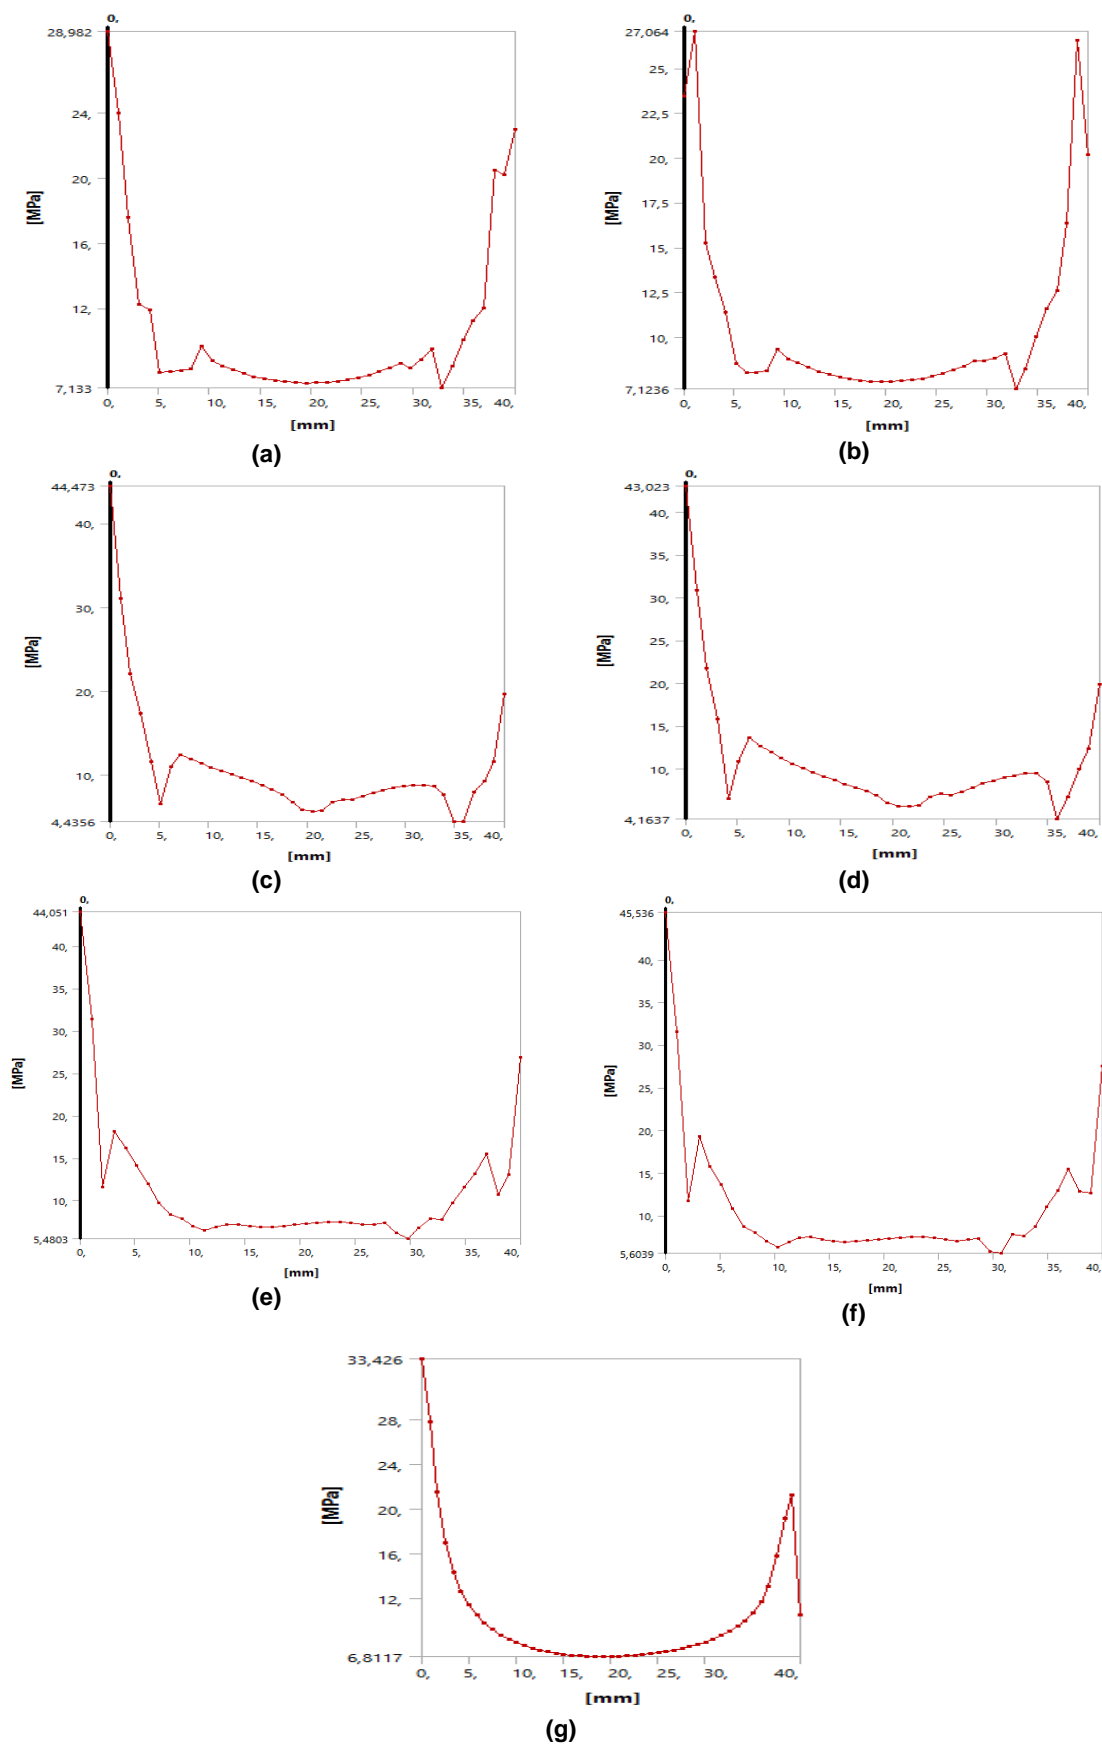 0,
28,982
24,
20,
16,
12,
7,133
[MPa]
0, 5, 10, 15, 20, 25, 30, 35, 40,
[mm]
(a)
0,
27,064
25,
22,5
20,
17,5
15,
12,5
10,
7,1236
[MPa]
0, 5, 10, 15, 20, 25, 30, 35, 40,
[mm]
(b)
0,
44,473
40,
30,
20,
10,
4,4356
[MPa]
0, 5, 10, 15, 20, 25, 30, 35, 40,
[mm]
(c)
0,
43,023
40,
35,
30,
25,
20,
15,
10,
4,1637
[MPa]
0, 5, 10, 15, 20, 25, 30, 35, 40,
[mm]
(d)
0,
44,051
40,
35,
30,
25,
20,
15,
10,
5,4803
[MPa]
0, 5, 10, 15, 20, 25, 30, 35, 40,
[mm]
(e)
0,
45,536
40,
35,
30,
25,
20,
15,
10,
5,6039
[MPa]
0, 5, 10, 15, 20, 25, 30, 35, 40,
[mm]
(f)
33,426
28,
24,
20,
16,
12,
6,8117
[MPa]
0, 5, 10, 15, 20, 25, 30, 35, 40,
[mm]
(g)